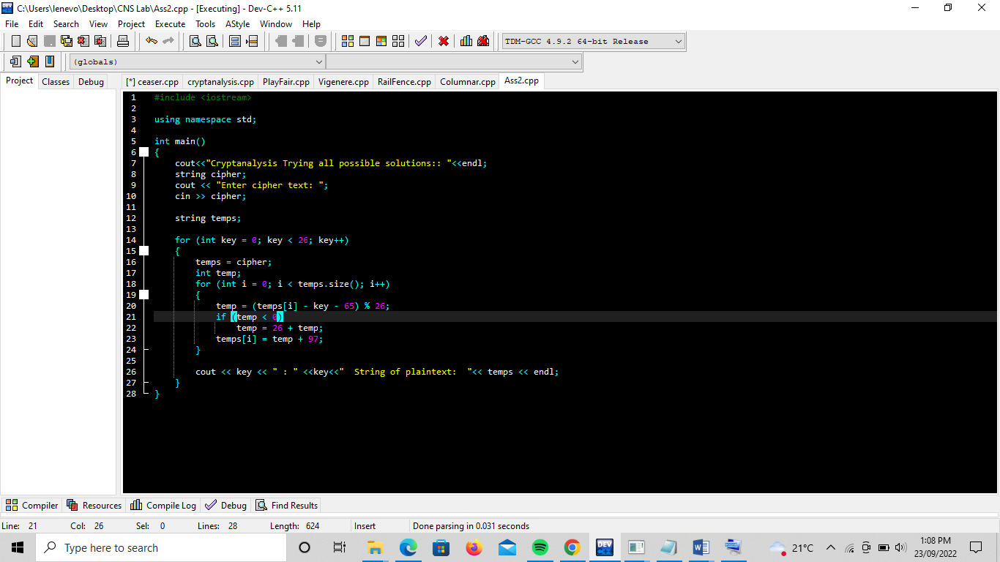 C:\Users\lenevo\Desktop\CNS Lab\Ass2.cpp - [Executing] - Dev-C++ 5.11
File Edit Search View Project Execute Tools AStyle Window Help
TDM-GCC 4.9.2 64-bit Release
(globals)
Project Classes Debug
[*] ceaser.cpp cryptanalysis.cpp PlayFair.cpp Vigenere.cpp RailFence.cpp Columnar.cpp Ass2.cpp
1 #include <iostream>
2
3 using namespace std;
4
5 int main()
6 {
7 cout<<"Cryptanalysis Trying all possible solutions:: "<<endl;
8 string cipher;
9 cout << "Enter cipher text: ";
10 cin >> cipher;
11
12 string temps;
13
14 for (int key = 0; key < 26; key++)
15 {
16 temps = cipher;
17 int temp;
18 for (int i = 0; i < temps.size(); i++)
19 {
20 temp = (temps[i] - key - 65) % 26;
21 if (temp < 0)
22 temp = 26 + temp;
23 temps[i] = temp + 97;
24 }
25
26 cout << key << " : " <<key<<"  String of plaintext:  "<< temps << endl;
27 }
28 }
Compiler Resources Compile Log Debug Find Results
Line: 21 Col: 26 Sel: 0 Lines: 28 Length: 624 Insert Done parsing in 0.031 seconds
Type here to search
DEV
21°C
1:08 PM
23/09/2022